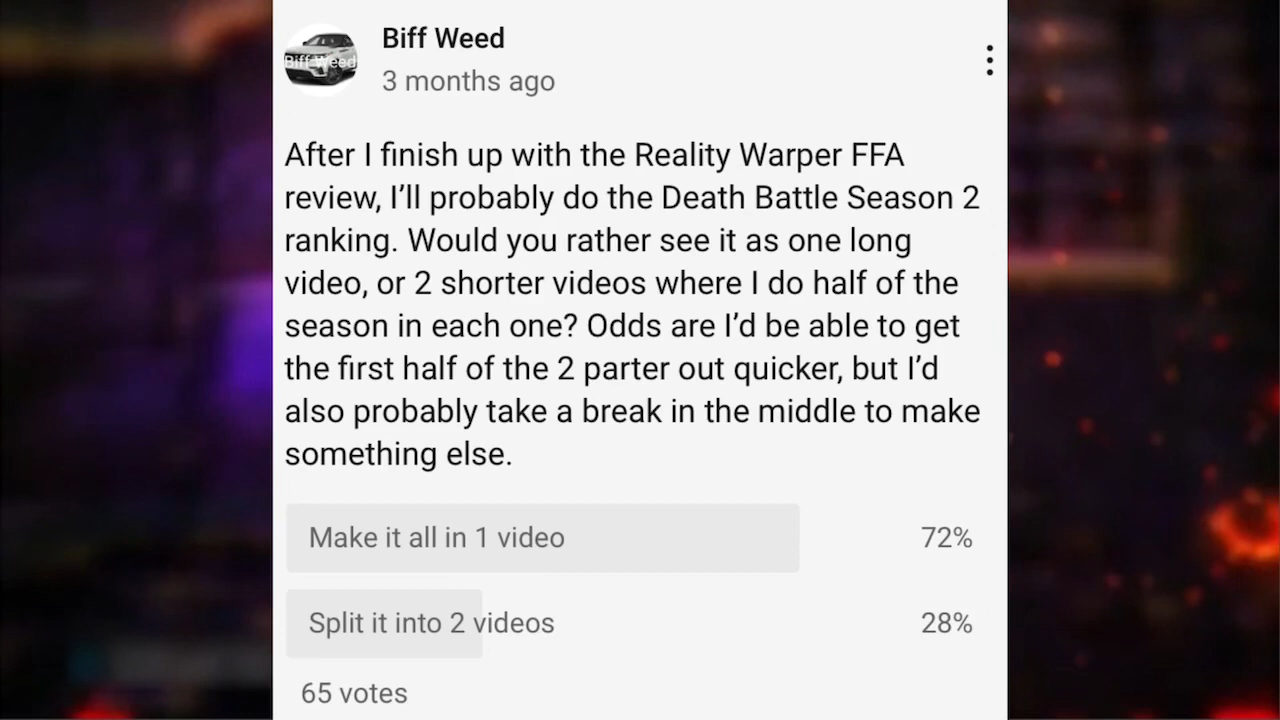 Biff Weed
Biff Weed
3 months ago
After I finish up with the Reality Warper FFA
review, I’ll probably do the Death Battle Season 2
ranking. Would you rather see it as one long
video, or 2 shorter videos where I do half of the
season in each one? Odds are I’d be able to get
the first half of the 2 parter out quicker, but I’d
also probably take a break in the middle to make
something else.
Make it all in 1 video 72%
Split it into 2 videos 28%
65 votes